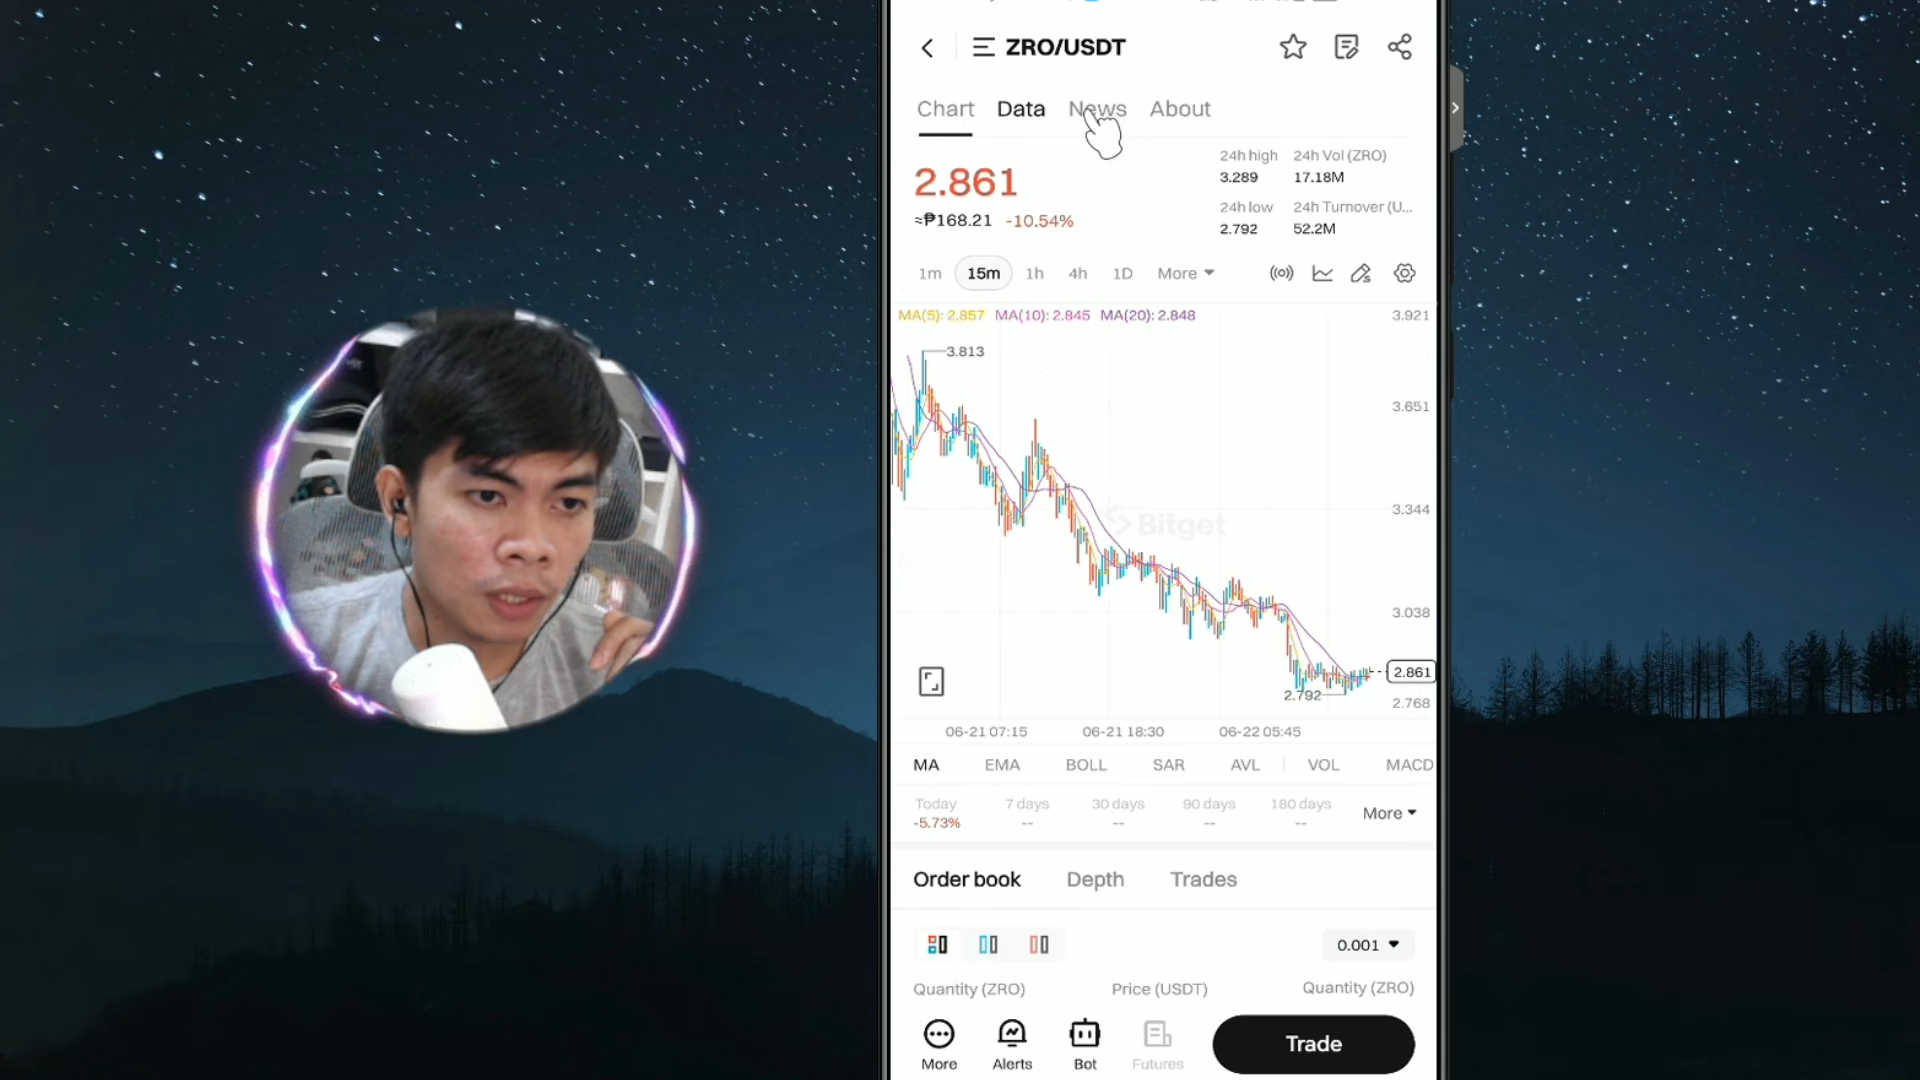 ZRO/USDT
Chart Data News About
2.861
≈₱168.21 -10.54%
24h high 24h Vol (ZRO)
3.289 17.18M
24h low 24h Turnover (U...
2.792 52.2M
1m 15m 1h 4h 1D More
MA(5): 2.857 MA(10): 2.845 MA(20): 2.848
3.921
3.813
3.651
Bitget
3.344
3.038
2.861
2.792
2.768
06-21 07:15 06-21 18:30 06-22 05:45
MA EMA BOLL SAR AVL VOL MACD
Today 7 days 30 days 90 days 180 days More
-5.73% -- -- -- --
Order book Depth Trades
0.001
Quantity (ZRO) Price (USDT) Quantity (ZRO)
More Alerts Bot Futures Trade